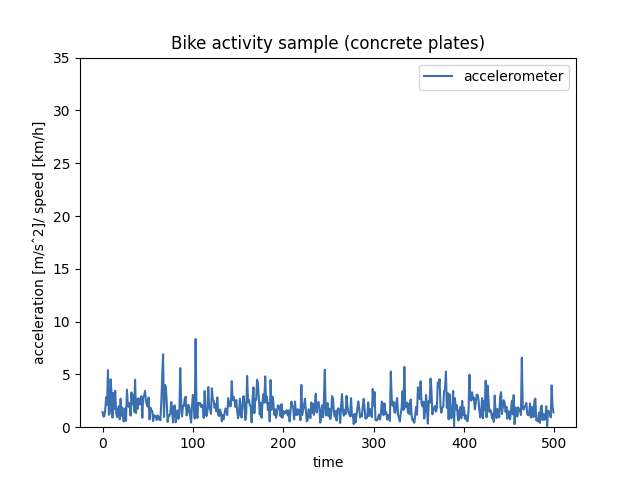 Bike activity sample (concrete plates)
accelerometer
35
30
25
20
15
10
5
0
acceleration [m/sˆ2]/ speed [km/h]
0 100 200 300 400 500
time